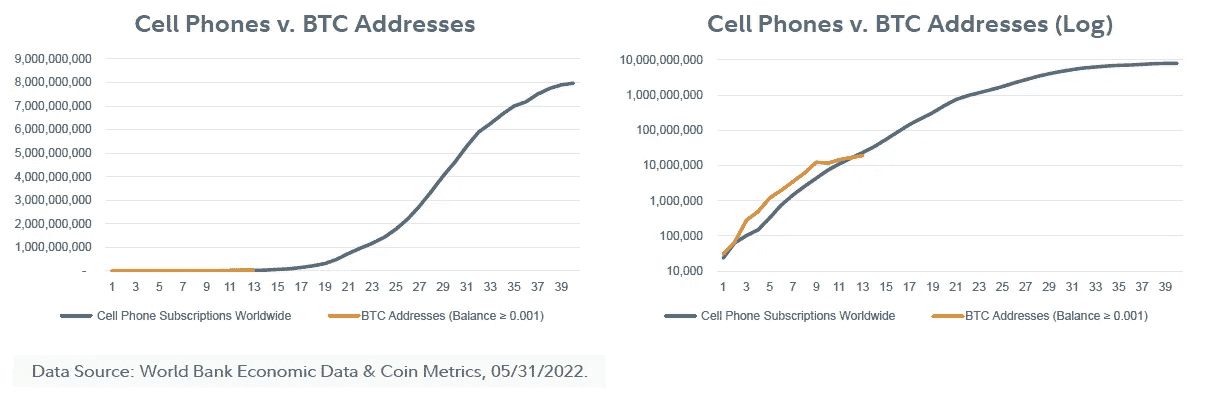 Cell Phones v. BTC Addresses
9,000,000,000
8,000,000,000
7,000,000,000
6,000,000,000
5,000,000,000
4,000,000,000
3,000,000,000
2,000,000,000
1,000,000,000
-
1 3 5 7 9 11 13 15 17 19 21 23 25 27 29 31 33 35 37 39
Cell Phone Subscriptions Worldwide BTC Addresses (Balance ≥ 0.001)
Cell Phones v. BTC Addresses (Log)
10,000,000,000
1,000,000,000
100,000,000
10,000,000
1,000,000
100,000
10,000
1 3 5 7 9 11 13 15 17 19 21 23 25 27 29 31 33 35 37 39
Cell Phone Subscriptions Worldwide BTC Addresses (Balance ≥ 0.001)
Data Source: World Bank Economic Data & Coin Metrics, 05/31/2022.